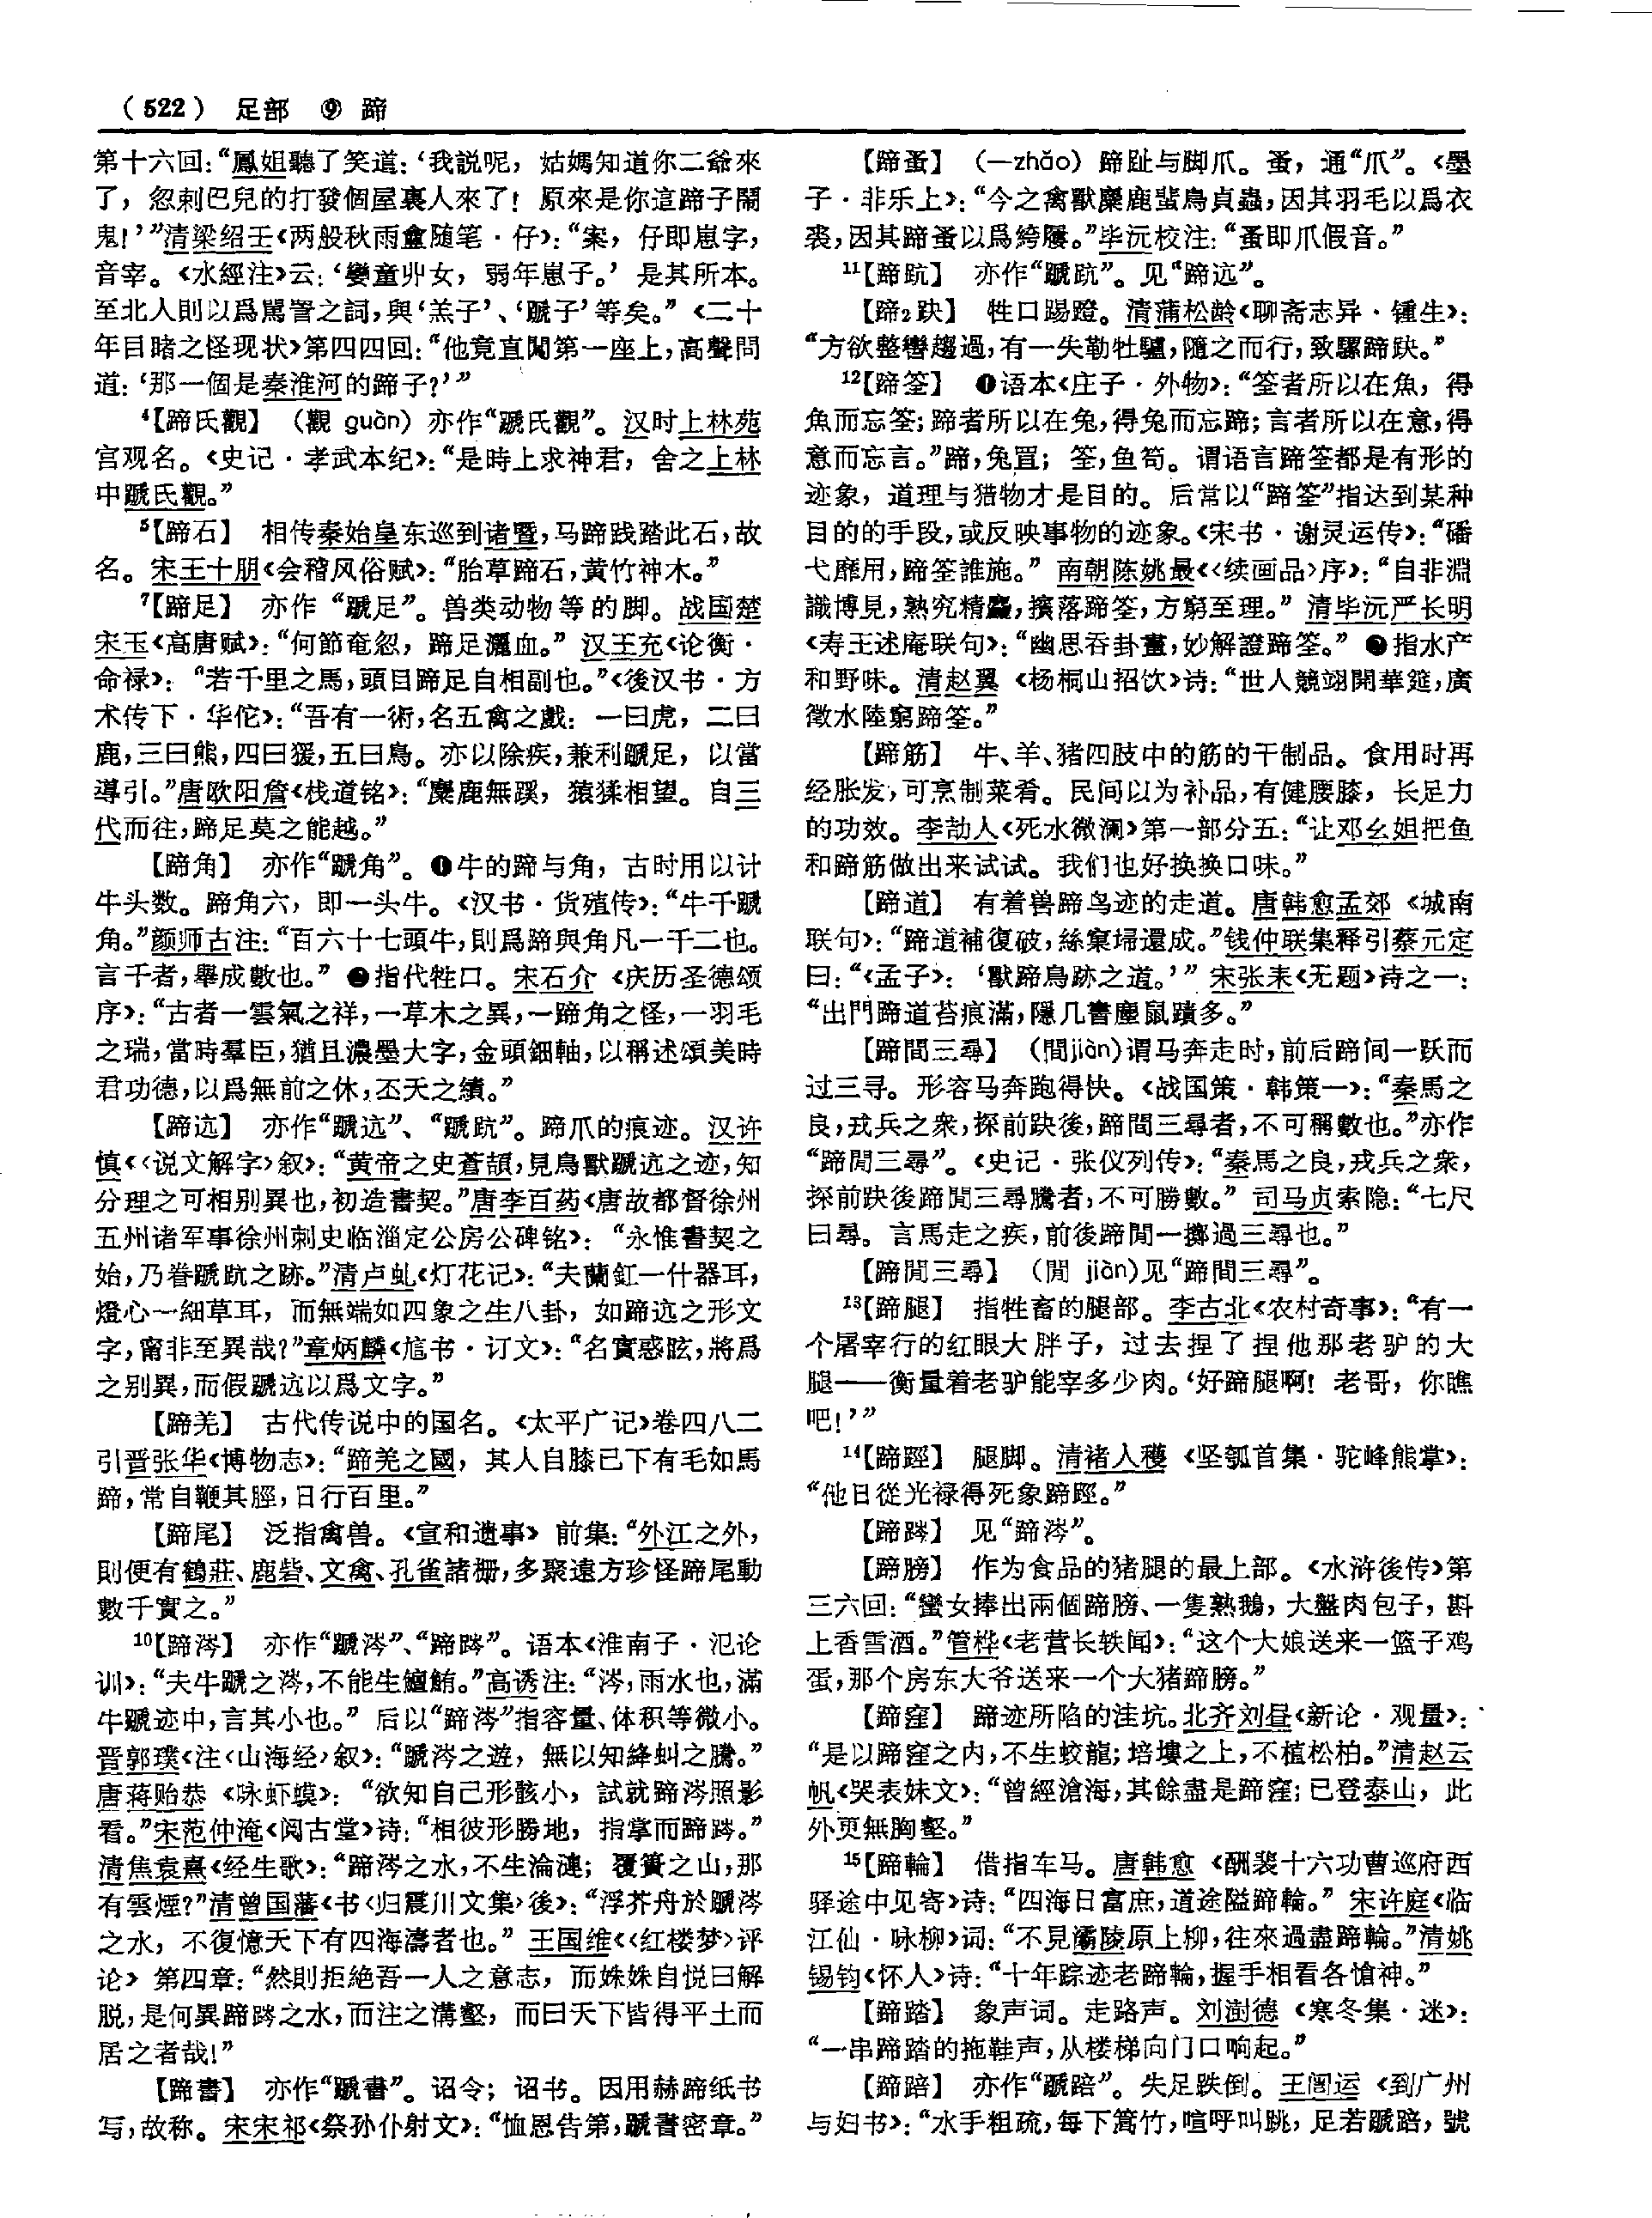 （522） 足部 ⑨ 蹄
第十六回：“鳳姐聽了笑道：‘我説呢，姑媽知道你二爺來
了，忽剌巴兒的打發個屋裏人來了！原來是你這蹄子鬧
鬼！’”清梁绍壬《两般秋雨盦随笔·仔》：“案，仔即崽字，
音宰。《水經注》云：‘孌童丱女，弱年崽子。’是其所本。
至北人則以爲駡詈之詞，與‘羔子’、‘蹏子’等矣。”《二十
年目睹之怪现状》第四四回：“他竟直闖第一座上，高聲問
道：‘那一個是秦淮河的蹄子？’”
⁴【蹄氏觀】（觀 guàn）亦作“蹏氏觀”。汉时上林苑
宫观名。《史记·孝武本纪》：“是時上求神君，舍之上林
中蹏氏觀。”
⁵【蹄石】 相传秦始皇东巡到诸暨，马蹄践踏此石，故
名。宋王十朋《会稽风俗赋》：“胎草蹄石，黄竹神木。”
⁷【蹄足】 亦作“蹏足”。兽类动物等的脚。战国楚
宋玉《高唐赋》：“何節奄忽，蹄足灑血。”汉王充《论衡·
命禄》：“若千里之馬，頭目蹄足自相副也。”《後汉书·方
术传下·华佗》：“吾有一術，名五禽之戲：一曰虎，二曰
鹿，三曰熊，四曰猨，五曰鳥。亦以除疾，兼利蹏足，以當
導引。”唐欧阳詹《栈道铭》：“麋鹿無蹊，猿猱相望。自三
代而往，蹄足莫之能越。”
【蹄角】 亦作“蹏角”。❶牛的蹄与角，古时用以计
牛头数。蹄角六，即一头牛。《汉书·货殖传》：“牛千蹏
角。”颜师古注：“百六十七頭牛，則爲蹄與角凡一千二也。
言千者，舉成數也。”❷指代牲口。宋石介《庆历圣德颂
序》：“古者一雲氣之祥，一草木之異，一蹄角之怪，一羽毛
之瑞，當時羣臣，猶且濃墨大字，金頭鈿軸，以稱述頌美時
君功德，以爲無前之休，丕天之績。”
【蹄迒】 亦作“蹏迒”、“蹏䟘”。蹄爪的痕迹。汉许
慎《〈说文解字〉叙》：“黄帝之史蒼頡，見鳥獸蹏迒之迹，知
分理之可相别異也，初造書契。”唐李百药《唐故都督徐州
五州诸军事徐州刺史临淄定公房公碑铭》：“永惟書契之
始，乃眷蹏䟘之跡。”清卢虬《灯花记》：“夫蘭釭一什器耳，
燈心一細草耳，而無端如四象之生八卦，如蹄迒之形文
字，甯非至異哉？”章炳麟《訄书·订文》：“名實惑眩，將爲
之别異，而假蹏迒以爲文字。”
【蹄羌】 古代传说中的国名。《太平广记》卷四八二
引晋张华《博物志》：“蹄羌之國，其人自膝已下有毛如馬
蹄，常自鞭其脛，日行百里。”
【蹄尾】 泛指禽兽。《宣和遗事》前集：“外江之外，
則便有鶴莊、鹿砦、文禽、孔雀諸栅，多聚遠方珍怪蹄尾動
數千實之。”
¹⁰【蹄涔】 亦作“蹏涔”、“蹄踤”。语本《淮南子·氾论
训》：“夫牛蹏之涔，不能生鱣鮪。”高诱注：“涔，雨水也，滿
牛蹏迹中，言其小也。”后以“蹄涔”指容量、体积等微小。
晋郭璞《注〈山海经〉叙》：“蹏涔之遊，無以知絳虬之騰。”
唐蒋贻恭《咏虾蟆》：“欲知自己形骸小，試就蹄涔照影
看。”宋范仲淹《阅古堂》诗：“相彼形勝地，指掌而蹄跨。”
清焦袁熹《经生歌》：“蹄涔之水，不生淪漣；覆簣之山，那
有雲煙？”清曾国藩《书〈归震川文集〉後》：“浮芥舟於蹏涔
之水，不復憶天下有四海濤者也。”王国维《〈红楼梦〉评
论》第四章：“然則拒絶吾一人之意志，而姝姝自悦曰解
脱，是何異蹄跨之水，而注之溝壑，而曰天下皆得平土而
居之者哉！”
【蹄書】 亦作“蹏書”。诏令；诏书。因用赫蹄纸书
写，故称。宋宋祁《祭孙仆射文》：“恤恩告第，蹏書密章。”
【蹄蚤】（—zhǎo）蹄趾与脚爪。蚤，通“爪”。《墨
子·非乐上》：“今之禽獸麋鹿蜚鳥貞蟲，因其羽毛以爲衣
裘，因其蹄蚤以爲絝屨。”毕沅校注：“蚤即爪假音。”
¹¹【蹄䟘】 亦作“蹏䟘”。见“蹄迒”。
【蹄₂趹】 牲口踢蹬。清蒲松龄《聊斋志异·锺生》：
“方欲整轡趨過，有一失勒牡驢，隨之而行，致騾蹄趹。”
¹²【蹄筌】 ❶语本《庄子·外物》：“筌者所以在魚，得
魚而忘筌；蹄者所以在兔，得兔而忘蹄；言者所以在意，得
意而忘言。”蹄，兔罝；筌，鱼笱。谓语言蹄筌都是有形的
迹象，道理与猎物才是目的。后常以“蹄筌”指达到某种
目的的手段，或反映事物的迹象。《宋书·谢灵运传》：“磻
弋靡用，蹄筌誰施。”南朝陈姚最《〈续画品〉序》：“自非淵
識博見，熟究精麤，擯落蹄筌，方窮至理。”清毕沅严长明
《寿王述庵联句》：“幽思吞卦畫，妙解證蹄筌。”❷指水产
和野味。清赵翼《杨桐山招饮》诗：“世人競翊開華筵，廣
徵水陸窮蹄筌。”
【蹄筋】 牛、羊、猪四肢中的筋的干制品。食用时再
经胀发，可烹制菜肴。民间以为补品，有健腰膝，长足力
的功效。李劼人《死水微澜》第一部分五：“让邓幺姐把鱼
和蹄筋做出来试试。我们也好换换口味。”
【蹄道】 有着兽蹄鸟迹的走道。唐韩愈孟郊《城南
联句》：“蹄道補復破，絲窠埽還成。”钱仲联集释引蔡元定
曰：“《孟子》：‘獸蹄鳥跡之道。’”宋张耒《无题》诗之一：
“出門蹄道苔痕滿，隱几書塵鼠蹟多。”
【蹄間三尋】（間jiàn）谓马奔走时，前后蹄间一跃而
过三寻。形容马奔跑得快。《战国策·韩策一》：“秦馬之
良，戎兵之衆，探前趹後，蹄間三尋者，不可稱數也。”亦作
“蹄閒三尋”。《史记·张仪列传》：“秦馬之良，戎兵之衆，
探前趹後蹄閒三尋騰者，不可勝數。”司马贞索隐：“七尺
曰尋。言馬走之疾，前後蹄閒一擲過三尋也。”
【蹄閒三尋】（閒 jiàn）见“蹄間三尋”。
¹³【蹄腿】 指牲畜的腿部。李古北《农村奇事》：“有一
个屠宰行的红眼大胖子，过去捏了捏他那老驴的大
腿——衡量着老驴能宰多少肉。‘好蹄腿啊！老哥，你瞧
吧！’”
¹⁴【蹄踁】 腿脚。清褚人穫《坚瓠首集·驼峰熊掌》：
“他日從光禄得死象蹄踁。”
【蹄跨】 见“蹄涔”。
【蹄膀】 作为食品的猪腿的最上部。《水浒後传》第
三六回：“蠻女捧出兩個蹄膀、一隻熟鵝，大盤肉包子，斟
上香雪酒。”管桦《老营长轶闻》：“这个大娘送来一篮子鸡
蛋，那个房东大爷送来一个大猪蹄膀。”
【蹄窪】 蹄迹所陷的洼坑。北齐刘昼《新论·观量》：
“是以蹄窪之内，不生蛟龍；培塿之上，不植松柏。”清赵云
帆《哭表妹文》：“曾經滄海，其餘盡是蹄窪；已登泰山，此
外更無胸壑。”
¹⁵【蹄輪】 借指车马。唐韩愈《酬裴十六功曹巡府西
驿途中见寄》诗：“四海日富庶，道途隘蹄輪。”宋许庭《临
江仙·咏柳》词：“不見灞陵原上柳，往來過盡蹄輪。”清姚
锡钧《怀人》诗：“十年踪迹老蹄輪，握手相看各愴神。”
【蹄踏】 象声词。走路声。刘澍德《寒冬集·迷》：
“一串蹄踏的拖鞋声，从楼梯向门口响起。”
【蹄踣】 亦作“蹏踣”。失足跌倒。王闿运《到广州
与妇书》：“水手粗疏，每下篙竹，喧呼叫跳，足若蹏踣，號